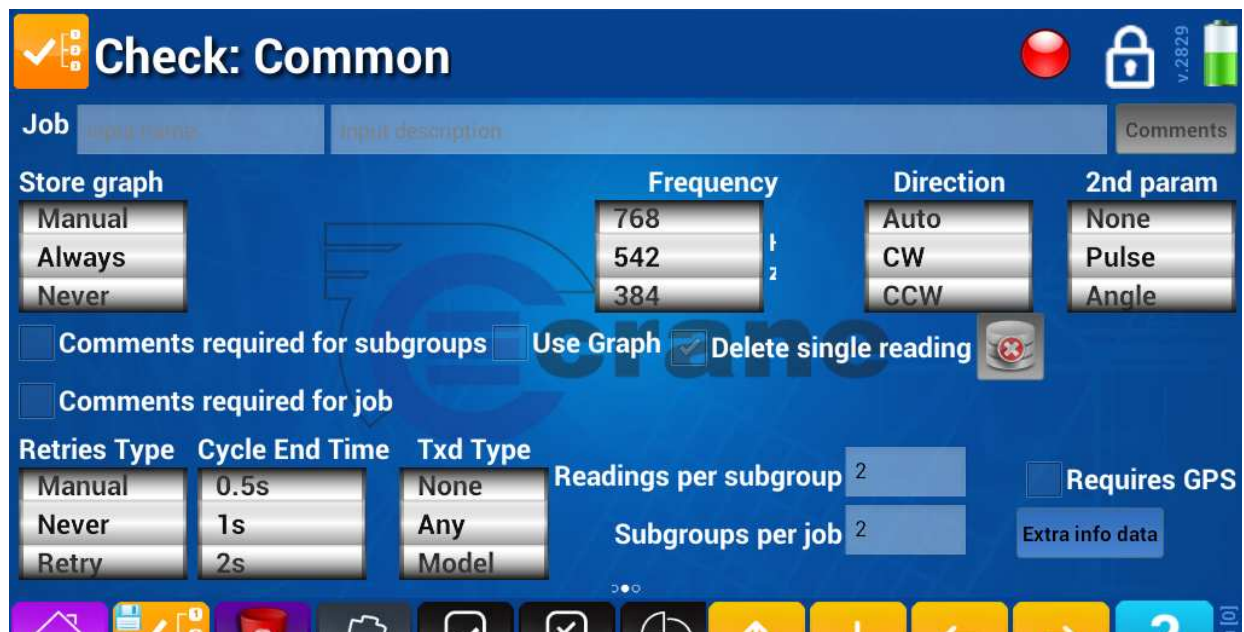 Check: Common
v.2829
Job Input name Input description Comments
Store graph Frequency Direction 2nd param
Manual 768 Auto None
Always 542 Hz CW Pulse
Never 384 CCW Angle
Comments required for subgroups Use Graph Delete single reading
Ecrano
Comments required for job
Retries Type Cycle End Time Txd Type
Manual 0.5s None Readings per subgroup 2 Requires GPS
Never 1s Any Subgroups per job 2 Extra info data
Retry 2s Model
?
[0]